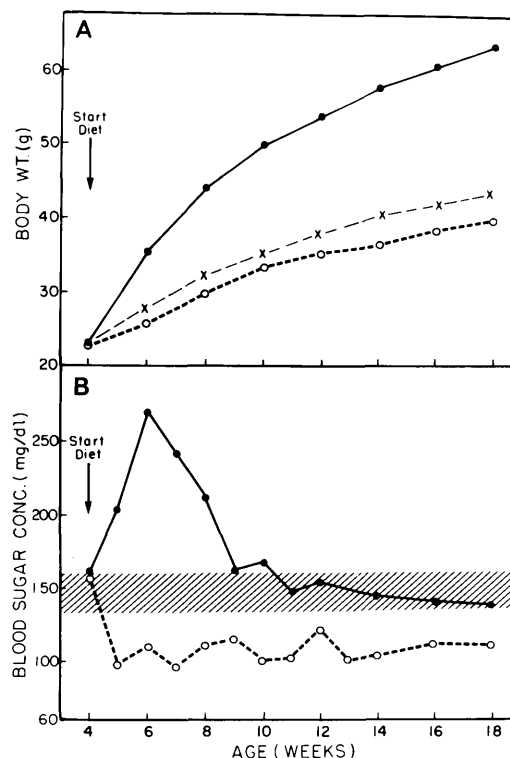 A
60
50
40
30
20
BODY WT. (g)
Start
Diet
B
250
200
150
100
60
BLOOD SUGAR CONC. (mg/dl)
Start
Diet
4 6 8 10 12 14 16 18
AGE (WEEKS)